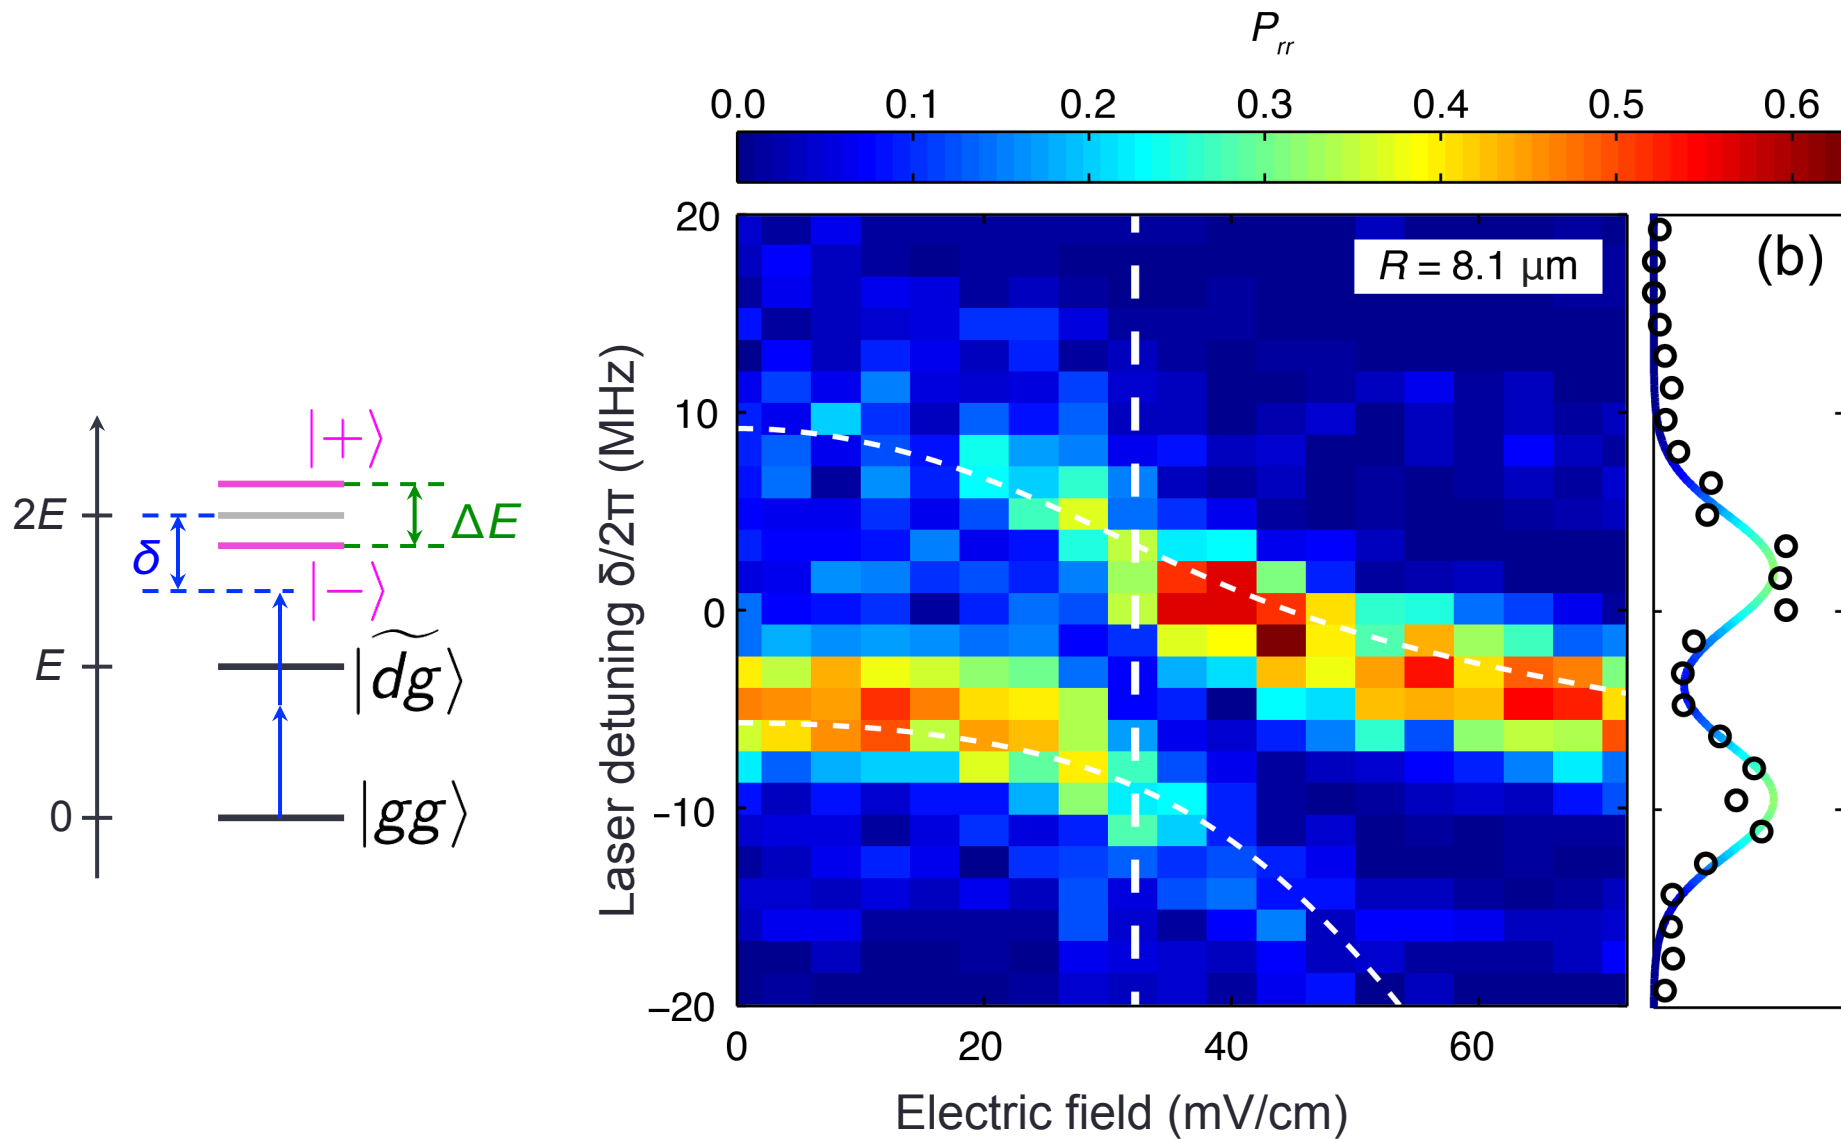 P_rr
0.0 0.1 0.2 0.3 0.4 0.5 0.6
20
10
0
−10
−20
Laser detuning δ/2π (MHz)
R = 8.1 μm
(b)
0 20 40 60
Electric field (mV/cm)
|+⟩
2E
ΔE
δ
|−⟩
E
|d͠g⟩
0
|gg⟩